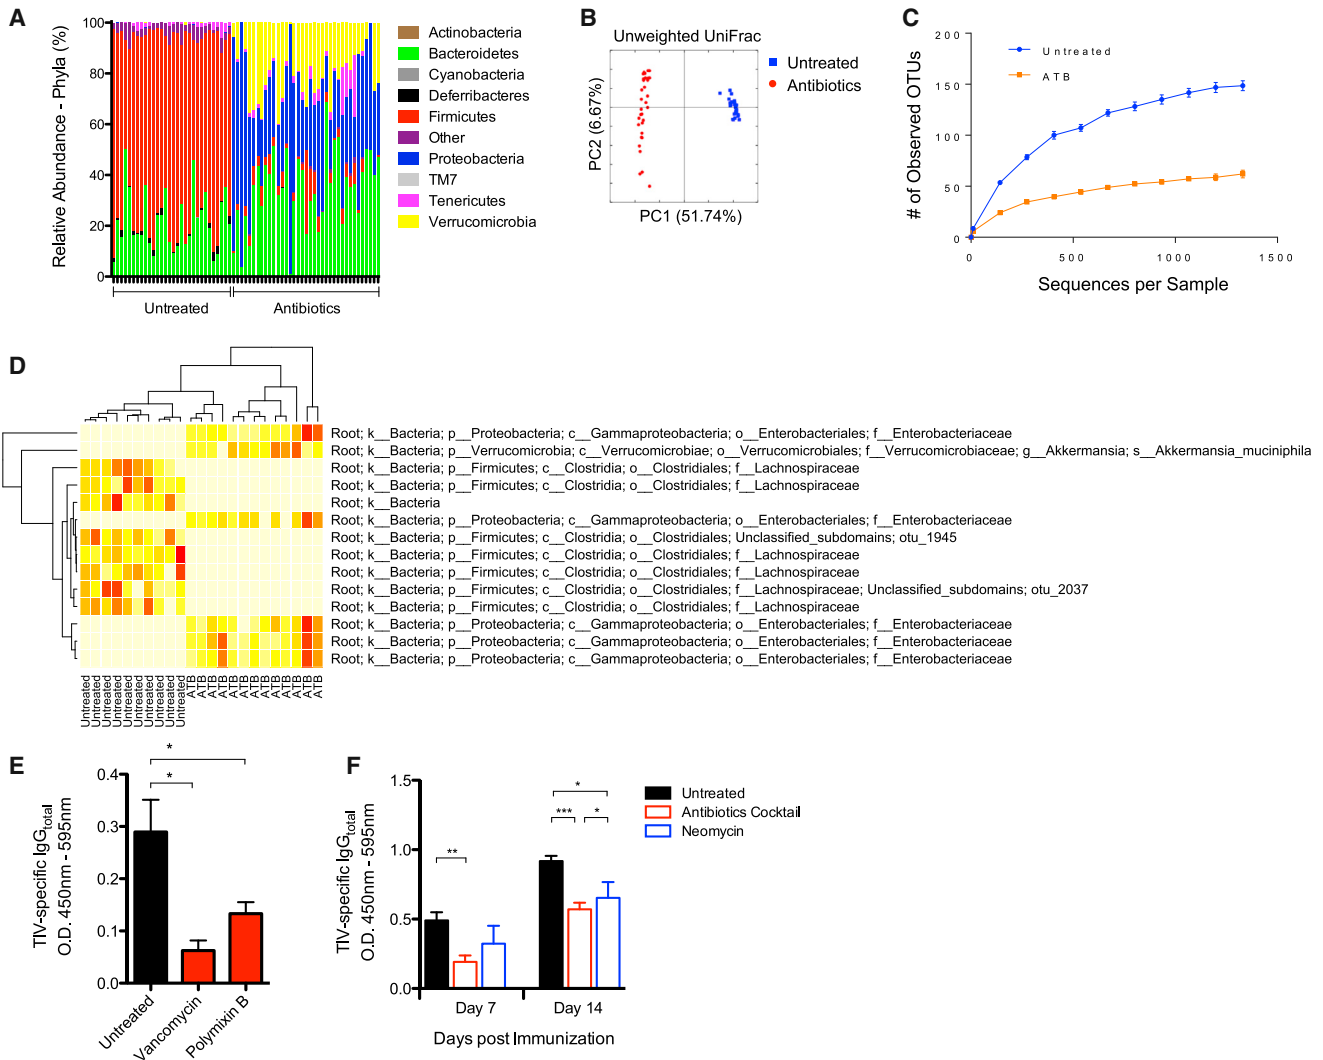 A
Relative Abundance - Phyla (%)
100
80
60
40
20
0
Untreated
Antibiotics
Actinobacteria
Bacteroidetes
Cyanobacteria
Deferribacteres
Firmicutes
Other
Proteobacteria
TM7
Tenericutes
Verrucomicrobia
B
Unweighted UniFrac
PC2 (6.67%)
PC1 (51.74%)
Untreated
Antibiotics
C
# of Observed OTUs
200
150
100
50
0
0
500
1000
1500
Sequences per Sample
Untreated
ATB
D
Root; k__Bacteria; p__Proteobacteria; c__Gammaproteobacteria; o__Enterobacteriales; f__Enterobacteriaceae
Root; k__Bacteria; p__Verrucomicrobia; c__Verrucomicrobiae; o__Verrucomicrobiales; f__Verrucomicrobiaceae; g__Akkermansia; s__Akkermansia_muciniphila
Root; k__Bacteria; p__Firmicutes; c__Clostridia; o__Clostridiales; f__Lachnospiraceae
Root; k__Bacteria; p__Firmicutes; c__Clostridia; o__Clostridiales; f__Lachnospiraceae
Root; k__Bacteria
Root; k__Bacteria; p__Proteobacteria; c__Gammaproteobacteria; o__Enterobacteriales; f__Enterobacteriaceae
Root; k__Bacteria; p__Firmicutes; c__Clostridia; o__Clostridiales; Unclassified_subdomains; otu_1945
Root; k__Bacteria; p__Firmicutes; c__Clostridia; o__Clostridiales; f__Lachnospiraceae
Root; k__Bacteria; p__Firmicutes; c__Clostridia; o__Clostridiales; f__Lachnospiraceae
Root; k__Bacteria; p__Firmicutes; c__Clostridia; o__Clostridiales; f__Lachnospiraceae; Unclassified_subdomains; otu_2037
Root; k__Bacteria; p__Firmicutes; c__Clostridia; o__Clostridiales; f__Lachnospiraceae
Root; k__Bacteria; p__Proteobacteria; c__Gammaproteobacteria; o__Enterobacteriales; f__Enterobacteriaceae
Root; k__Bacteria; p__Proteobacteria; c__Gammaproteobacteria; o__Enterobacteriales; f__Enterobacteriaceae
Root; k__Bacteria; p__Proteobacteria; c__Gammaproteobacteria; o__Enterobacteriales; f__Enterobacteriaceae
Untreated
Untreated
Untreated
Untreated
Untreated
Untreated
Untreated
Untreated
Untreated
Untreated
ATB
ATB
ATB
ATB
ATB
ATB
ATB
ATB
ATB
ATB
ATB
ATB
ATB
E
TIV-specific IgGtotal
O.D. 450nm - 595nm
0.4
0.3
0.2
0.1
0.0
*
*
Untreated
Vancomycin
Polymixin B
F
TIV-specific IgGtotal
O.D. 450nm - 595nm
1.5
1.0
0.5
0.0
**
*
***
*
Day 7
Day 14
Days post Immunization
Untreated
Antibiotics Cocktail
Neomycin